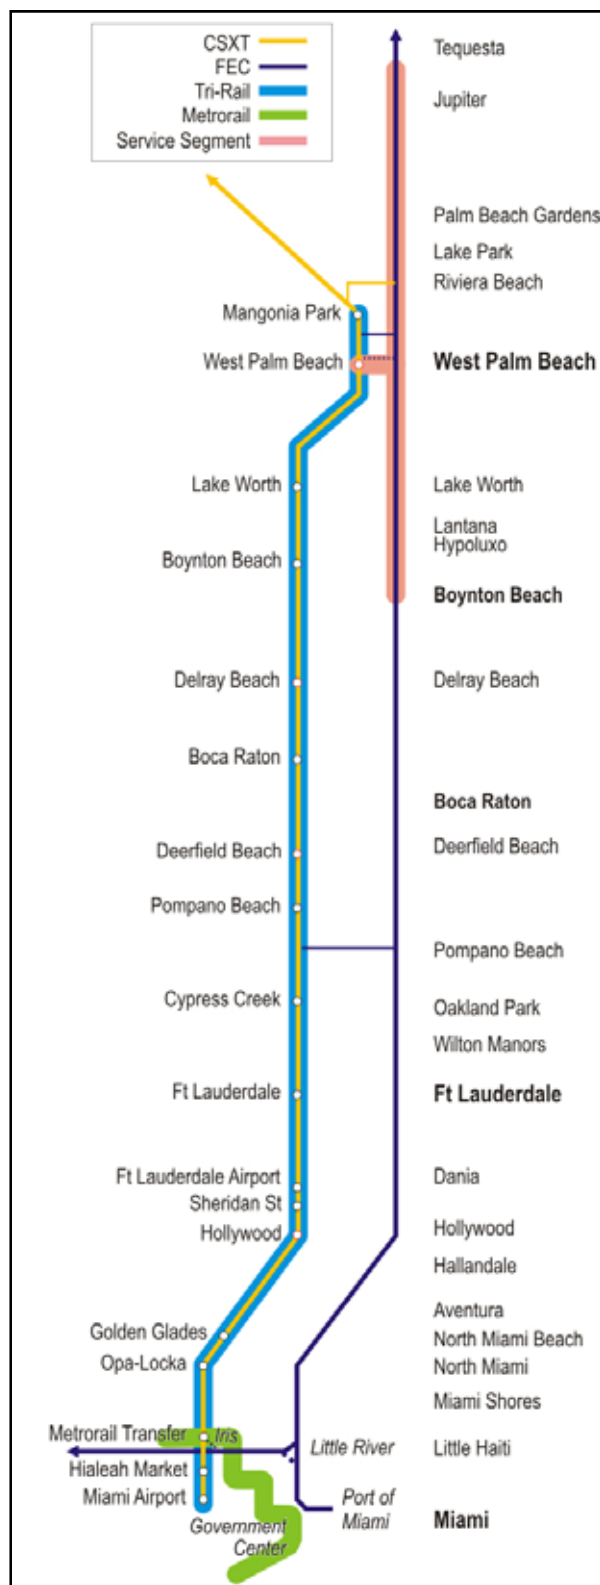 CSXT
FEC
Tri-Rail
Metrorail
Service Segment
Tequesta
Jupiter
Palm Beach Gardens
Lake Park
Riviera Beach
Mangonia Park
West Palm Beach
West Palm Beach
Lake Worth
Lake Worth
Lantana
Hypoluxo
Boynton Beach
Boynton Beach
Delray Beach
Delray Beach
Boca Raton
Boca Raton
Deerfield Beach
Deerfield Beach
Pompano Beach
Pompano Beach
Cypress Creek
Oakland Park
Wilton Manors
Ft Lauderdale
Ft Lauderdale
Ft Lauderdale Airport
Dania
Sheridan St
Hollywood
Hollywood
Hallandale
Aventura
Golden Glades
North Miami Beach
Opa-Locka
North Miami
Miami Shores
Metrorail Transfer
Iris
Little River
Little Haiti
Hialeah Market
Miami Airport
Port of
Miami
Miami
Government
Center